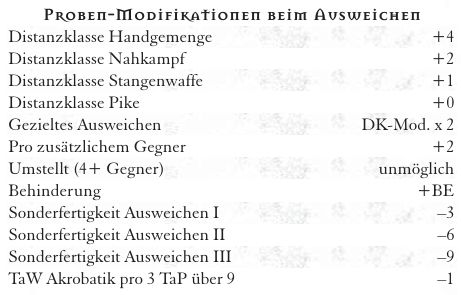 Proben-Modifikationen beim Ausweichen
Distanzklasse Handgemenge +4
Distanzklasse Nahkampf +2
Distanzklasse Stangenwaffe +1
Distanzklasse Pike +0
Gezieltes Ausweichen DK-Mod. x 2
Pro zusätzlichem Gegner +2
Umstellt (4+ Gegner) unmöglich
Behinderung +BE
Sonderfertigkeit Ausweichen I –3
Sonderfertigkeit Ausweichen II –6
Sonderfertigkeit Ausweichen III –9
TaW Akrobatik pro 3 TaP über 9 –1